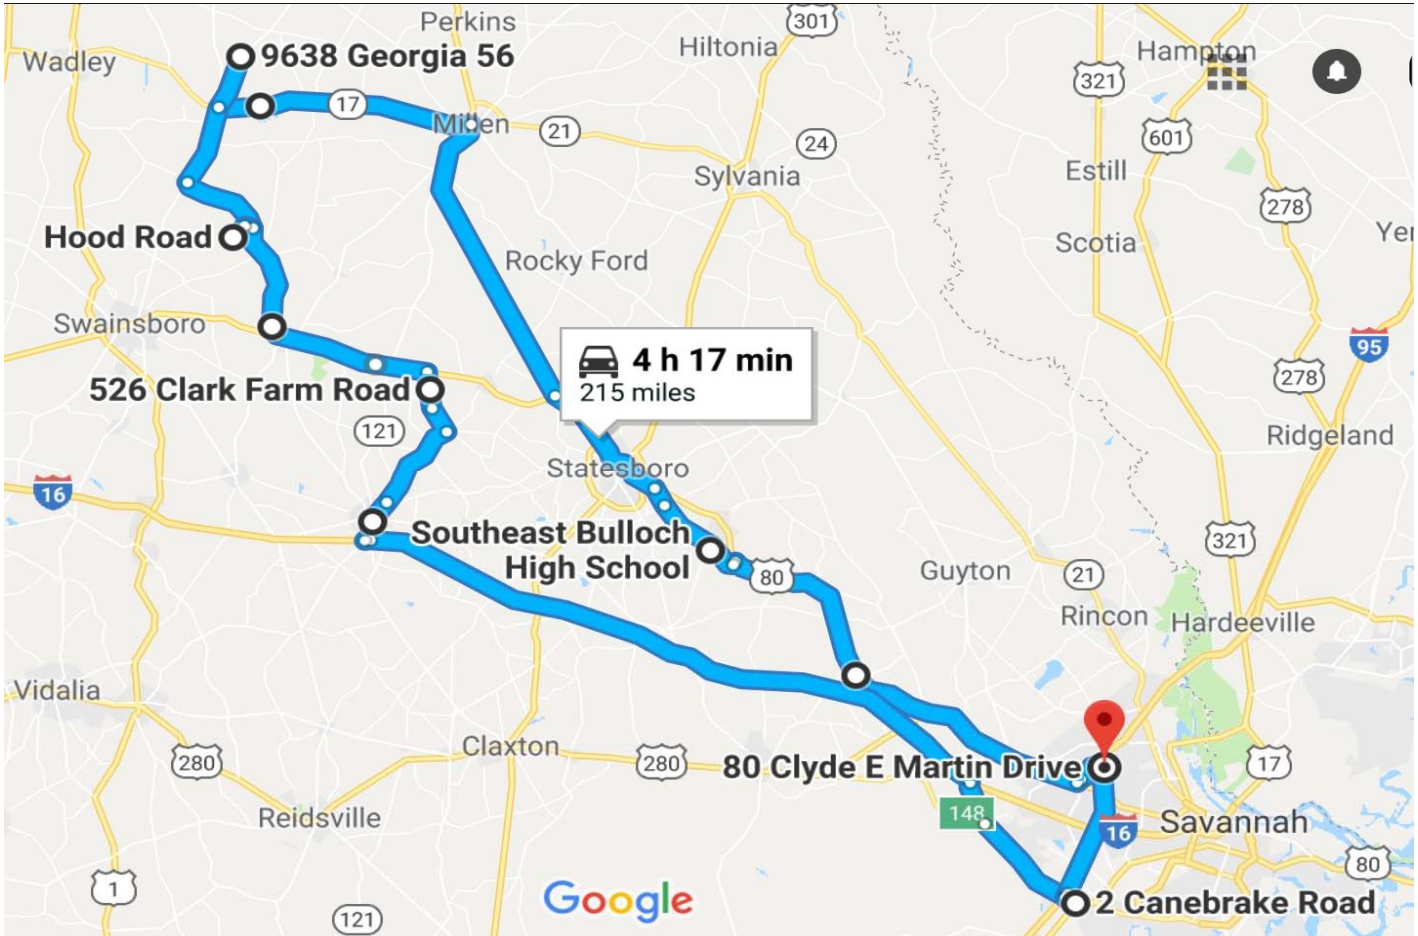 Perkins
301
Hiltonia
Hampton
Wadley
9638 Georgia 56
321
17
Millen
21
601
24
Estill
Sylvania
278
Hood Road
Scotia
Rocky Ford
Swainsboro
4 h 17 min
215 miles
95
278
526 Clark Farm Road
121
Ridgeland
Statesboro
16
Southeast Bulloch
High School
321
80
Guyton
21
Rincon
Hardeeville
Vidalia
Claxton
280
280
80 Clyde E Martin Drive
17
148
16
Savannah
Reidsville
80
1
Google
2 Canebrake Road
121